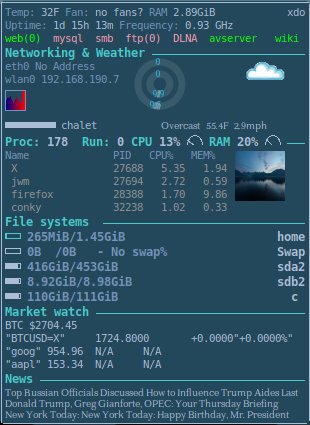 Temp: 32F Fan: no fans? RAM 2.89GiB xdo
Uptime: 1d 15h 13m Frequency: 0.93 GHz
web(0) mysql smb ftp(0) DLNA avserver wiki
Networking & Weather
eth0 No Address
wlan0 192.168.190.7
0
0
chalet Overcast 55.4F 2.9mph
Proc: 178 Run: 0 CPU 13% RAM 20%
Name PID CPU% MEM%
X 27688 5.35 1.94
jwm 27694 2.72 0.59
firefox 28388 1.70 9.86
conky 32238 1.02 0.33
File systems
265MiB/1.45GiB home
0B /0B - No swap% Swap
416GiB/453GiB sda2
8.92GiB/8.98GiB sdb2
110GiB/111GiB c
Market watch
BTC $2704.45
"BTCUSD=X" 1724.8000 +0.0000"+0.0000%"
"goog" 954.96 N/A N/A
"aapl" 153.34 N/A N/A
News
Top Russian Officials Discussed How to Influence Trump Aides Last
Donald Trump, Greg Gianforte, OPEC: Your Thursday Briefing
New York Today: New York Today: Happy Birthday, Mr. President